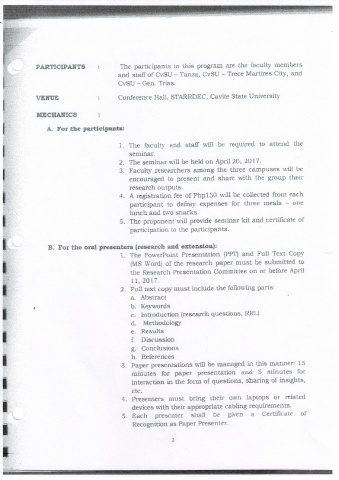 PARTICIPANTS : The participants to this program are the faculty members
and staff of CvSU – Tanza, CvSU – Trece Martires City, and
CvSU – Gen. Trias.
VENUE : Conference Hall, STARRDEC, Cavite State University
MECHANICS :
A. For the participants:
1. The faculty and staff will be required to attend the
seminar.
2. The seminar will be held on April 20, 2017.
3. Faculty researchers among the three campuses will be
encouraged to present and share with the group their
research outputs.
4. A registration fee of Php150 will be collected from each
participant to defray expenses for three meals – one
lunch and two snacks.
5. The proponent will provide seminar kit and certificate of
participation to the participants.
B. For the oral presenters (research and extension):
1. The PowerPoint Presentation (PPT) and Full Text Copy
(MS Word) of the research paper must be submitted to
the Research Presentation Committee on or before April
11, 2017.
2. Full text copy must include the following parts
a. Abstract
b. Keywords
c. Introduction (research questions, RRL)
d. Methodology
e. Results
f. Discussion
g. Conclusions
h. References
3. Paper presentations will be managed in this manner: 15
minutes for paper presentation and 5 minutes for
interaction in the form of questions, sharing of insights,
etc.
4. Presenters must bring their own laptops or related
devices with their appropriate cabling requirements.
5. Each presenter shall be given a Certificate of
Recognition as Paper Presenter.
2